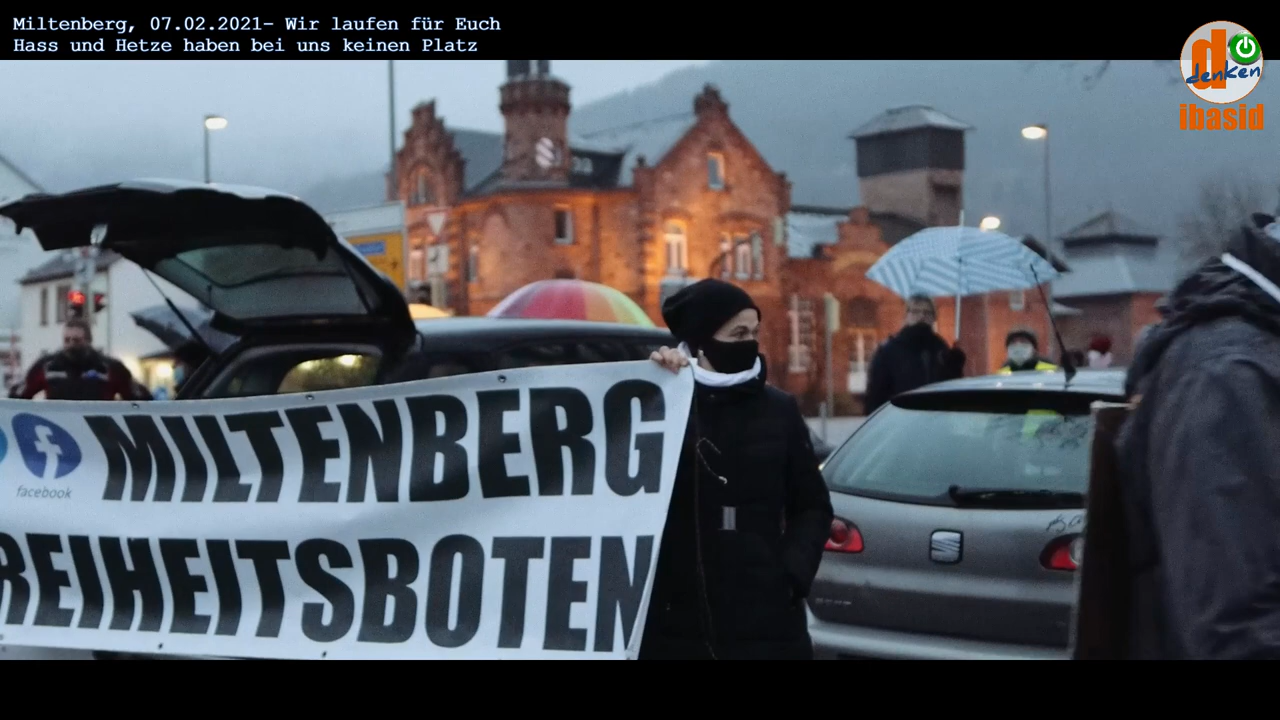 Miltenberg, 07.02.2021- Wir laufen für Euch
Hass und Hetze haben bei uns keinen Platz
d
denken
ibasid
facebook
MILTENBERG
REIHEITSBOTEN